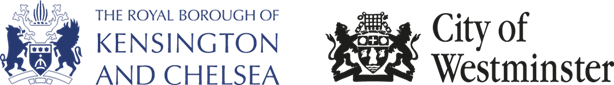 THE ROYAL BOROUGH OF
KENSINGTON
AND CHELSEA
City of
Westminster